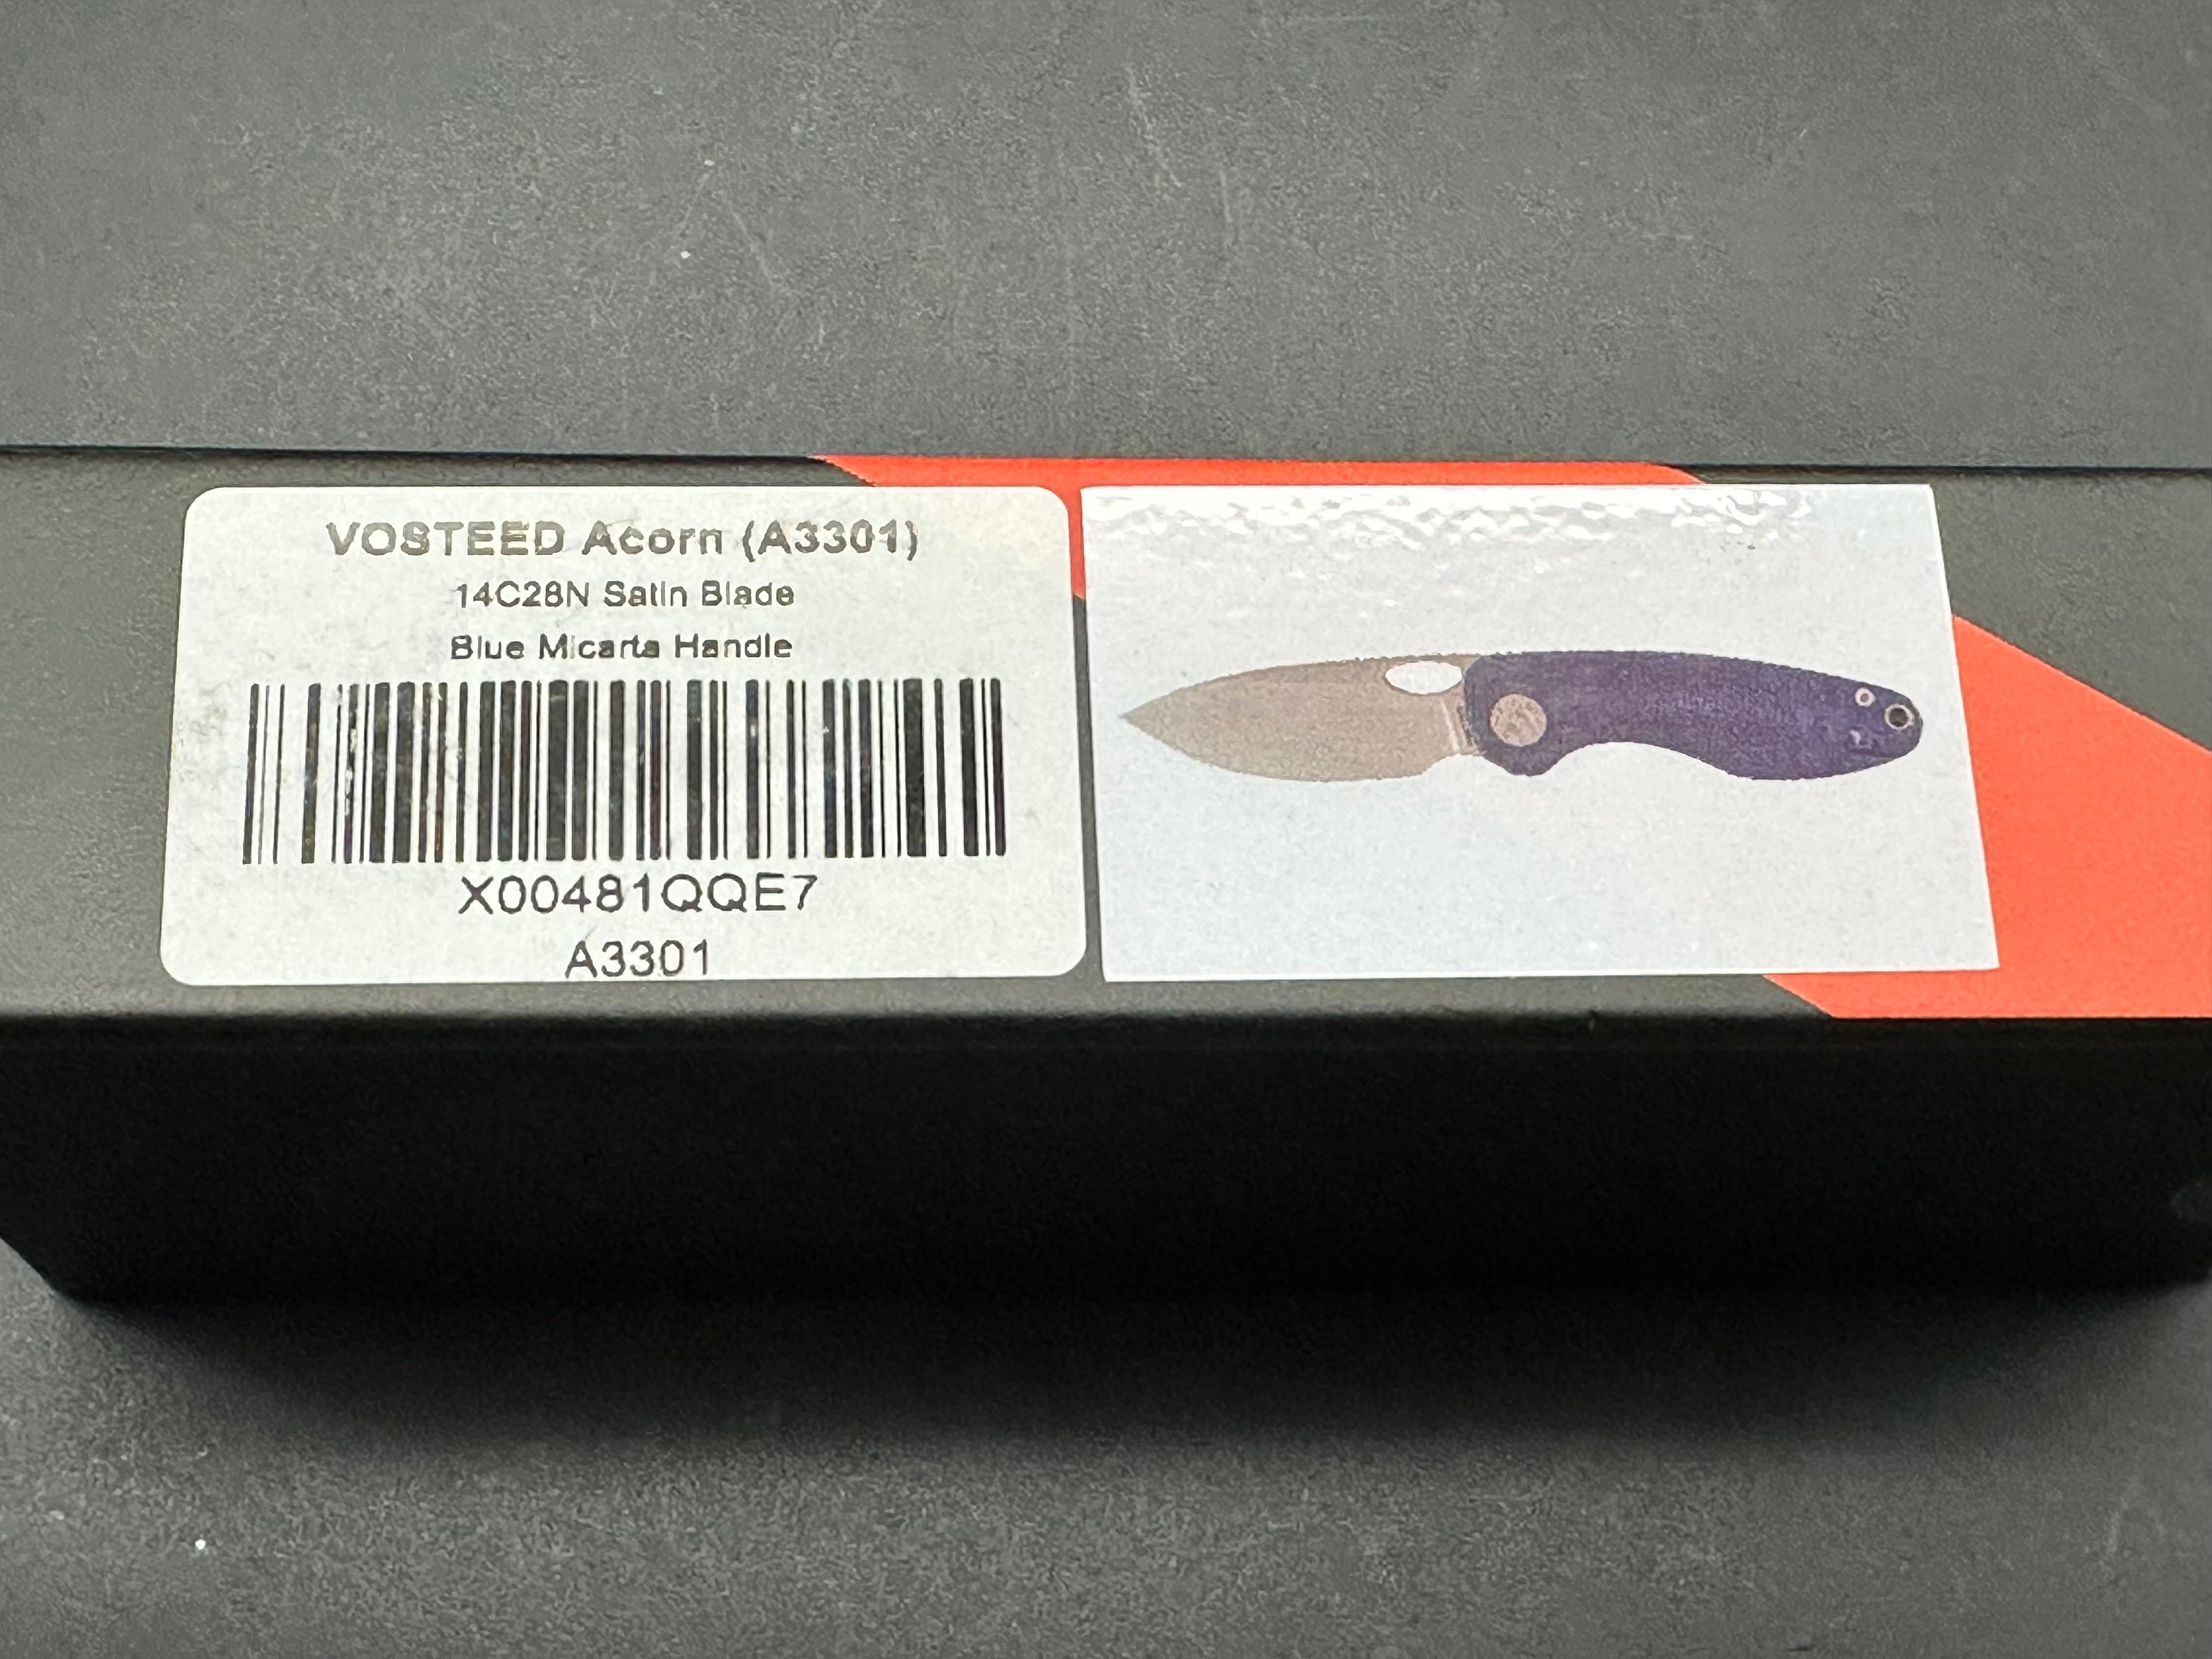 VOSTEED Acorn (A3301)
14C28N Satin Blade
Blue Micarta Handle
X00481QQE7
A3301